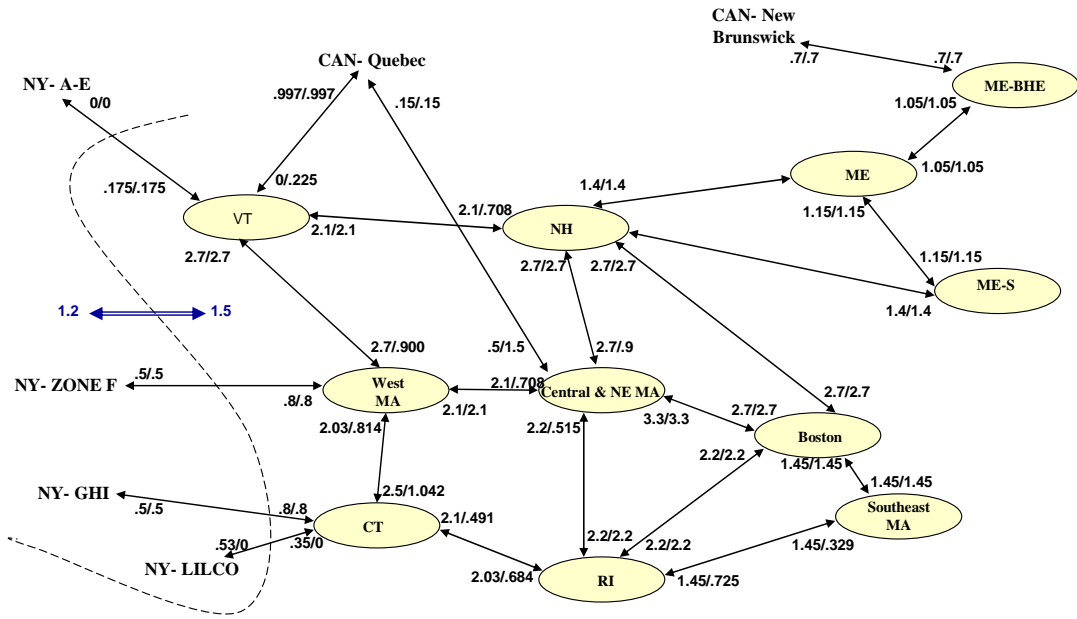 CAN- New
Brunswick
.7/.7
.7/.7
CAN- Quebec
NY- A-E
0/0
.997/.997
.15/.15
ME-BHE
1.05/1.05
1.05/1.05
ME
.175/.175
0/.225
1.4/1.4
1.15/1.15
VT
2.1/.708
2.1/2.1
NH
2.7/2.7
2.7/2.7
2.7/2.7
1.15/1.15
ME-S
1.4/1.4
1.2
1.5
2.7/.900
.5/1.5
2.7/.9
NY- ZONE F
.5/.5
.8/.8
West
MA
2.1/.708
2.1/2.1
Central & NE MA
2.7/2.7
2.7/2.7
3.3/3.3
2.03/.814
2.2/.515
Boston
2.2/2.2
1.45/1.45
1.45/1.45
NY- GHI
.5/.5
.8/.8
2.5/1.042
CT
2.1/.491
Southeast
MA
.53/0
.35/0
NY- LILCO
2.2/2.2
2.2/2.2
1.45/.329
2.03/.684
RI
1.45/.725